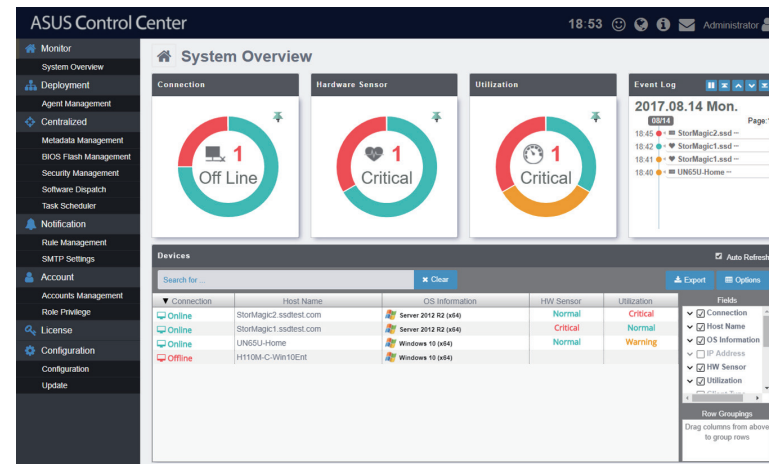 ASUS Control Center
18:53
Administrator
Monitor
System Overview
Deployment
Agent Management
Centralized
Metadata Management
BIOS Flash Management
Security Management
Software Dispatch
Task Scheduler
Notification
Rule Management
SMTP Settings
Account
Accounts Management
Role Privilege
License
Configuration
Configuration
Update
System Overview
Connection
1
Off Line
Hardware Sensor
1
Critical
Utilization
1
Critical
Event Log
2017.08.14 Mon.
08/14 Page:
18:45 StorMagic2.ssd --
18:42 StorMagic1.ssd --
18:41 StorMagic1.ssd --
18:40 UN65U-Home --
Devices
Auto Refresh
Search for ...
Clear
Export
Options
Connection Host Name OS Information HW Sensor Utilization
Online StorMagic2.ssdtest.com Server 2012 R2 (x64) Normal Critical
Online StorMagic1.ssdtest.com Server 2012 R2 (x64) Critical Normal
Online UN65U-Home Windows 10 (x64) Normal Warning
Offline H110M-C-Win10Ent Windows 10 (x64)
Fields
Connection
Host Name
OS Information
IP Address
HW Sensor
Utilization
Row Groupings
Drag columns from above
to group rows